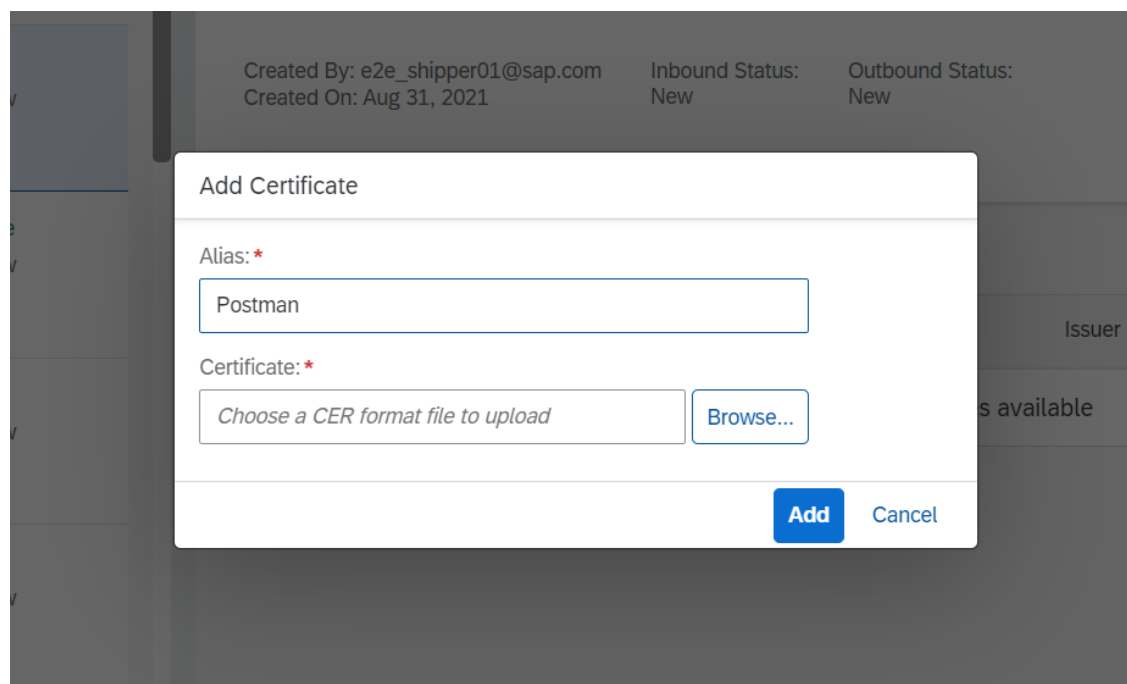 Created By: e2e_shipper01@sap.com
Created On: Aug 31, 2021
Inbound Status:
New
Outbound Status:
New
Add Certificate
Alias: *
Postman
Certificate: *
Choose a CER format file to upload
Browse...
Add
Cancel
Issuer
available